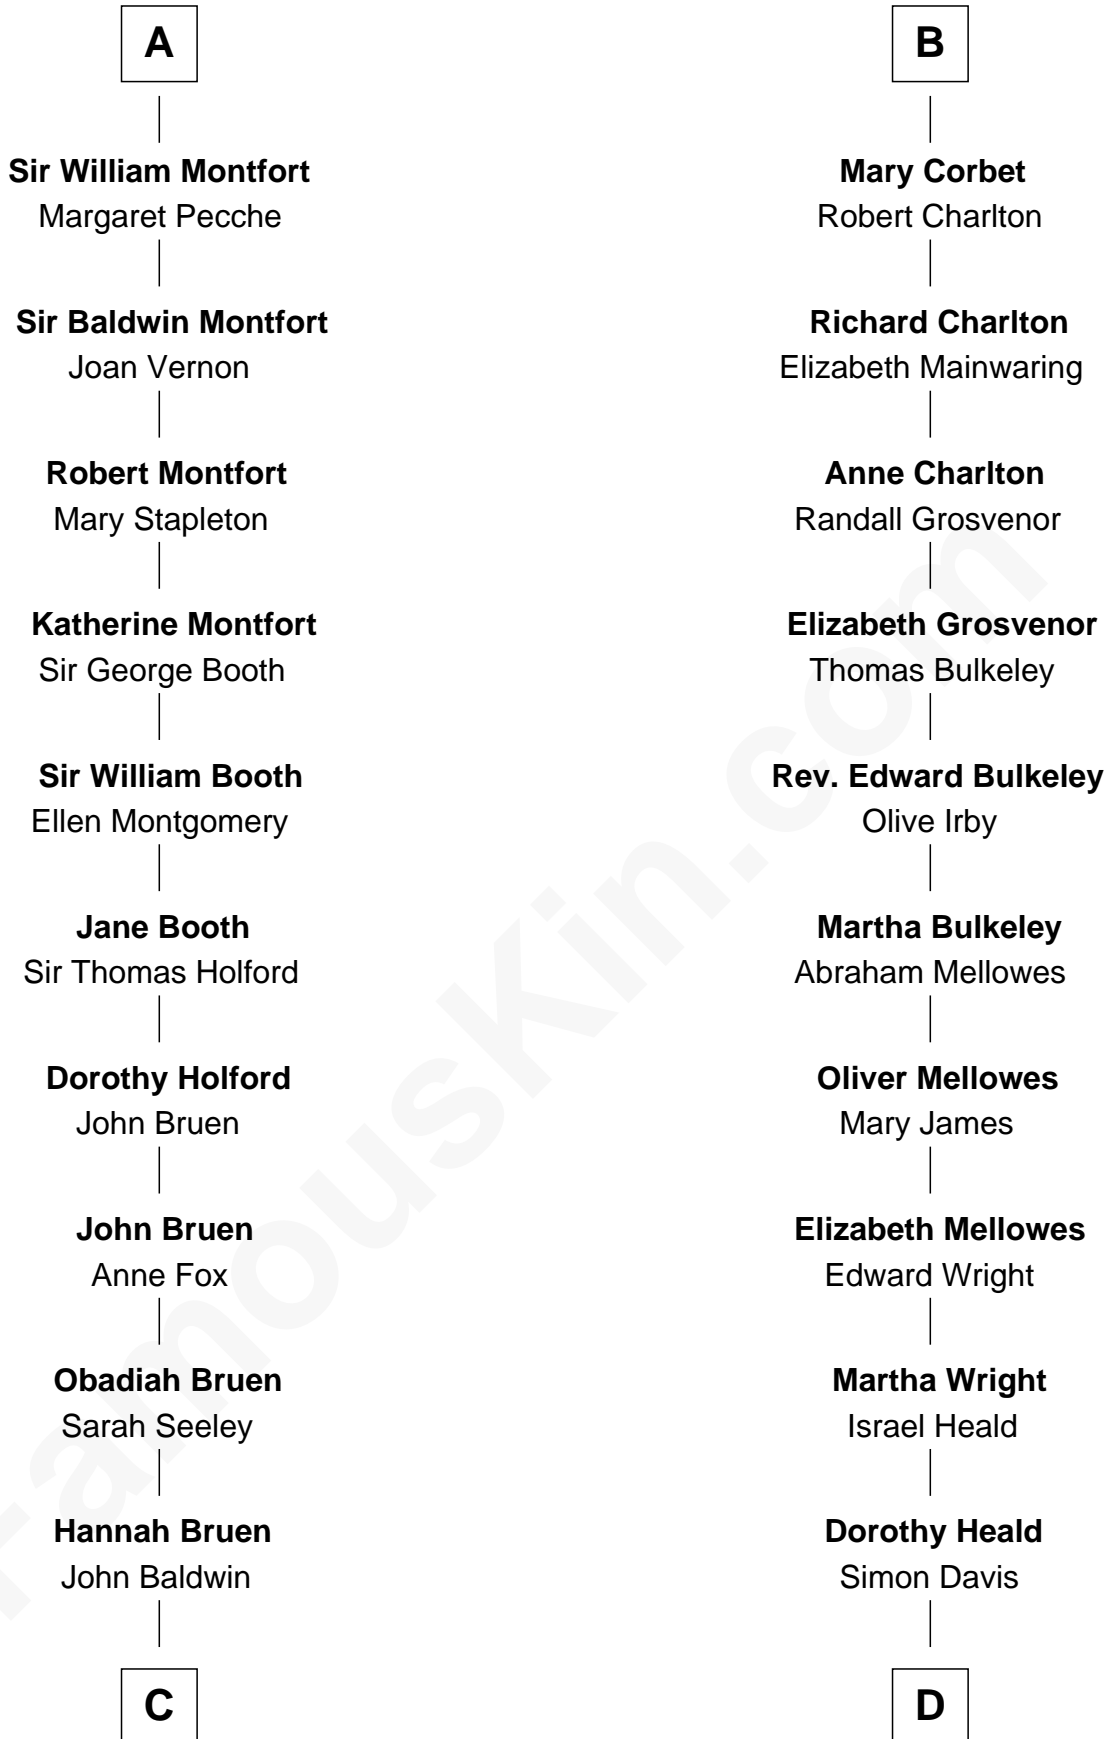 A
Sir William Montfort
Margaret Pecche
Sir Baldwin Montfort
Joan Vernon
Robert Montfort
Mary Stapleton
Katherine Montfort
Sir George Booth
Sir William Booth
Ellen Montgomery
Jane Booth
Sir Thomas Holford
Dorothy Holford
John Bruen
John Bruen
Anne Fox
Obadiah Bruen
Sarah Seeley
Hannah Bruen
John Baldwin
C
B
Mary Corbet
Robert Charlton
Richard Charlton
Elizabeth Mainwaring
Anne Charlton
Randall Grosvenor
Elizabeth Grosvenor
Thomas Bulkeley
Rev. Edward Bulkeley
Olive Irby
Martha Bulkeley
Abraham Mellowes
Oliver Mellowes
Mary James
Elizabeth Mellowes
Edward Wright
Martha Wright
Israel Heald
Dorothy Heald
Simon Davis
D
FamousKin.com